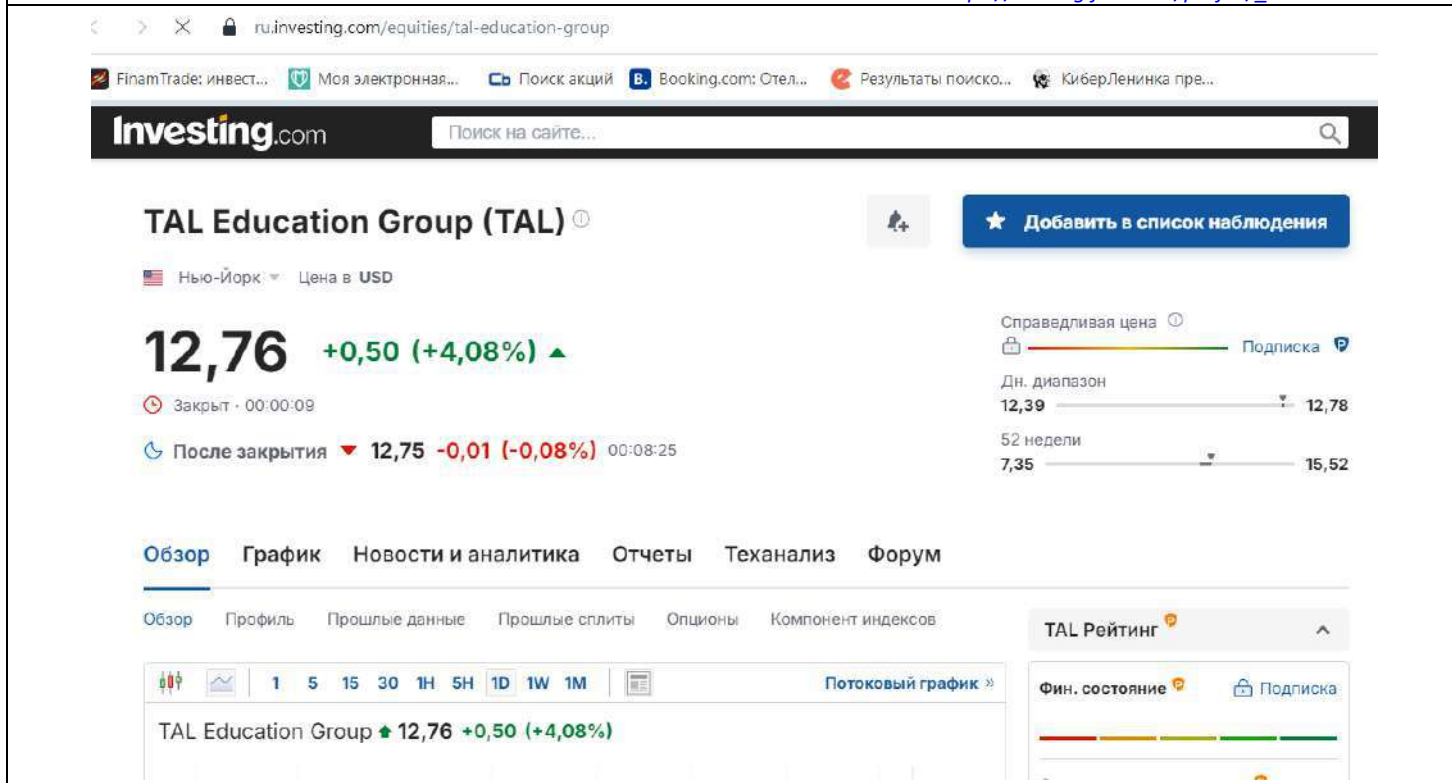 ru.investing.com/equities/tal-education-group
FinamTrade: инвест... Моя электронная... Сь Поиск акций B. Booking.com: Отел... Результаты поиско... КиберЛенинка пре...
Investing.com Поиск на сайте...
TAL Education Group (TAL)
Добавить в список наблюдения
Нью-Йорк Цена в USD
Справедливая цена
12,76 +0,50 (+4,08%)
Подписка
Дн. диапазон
Закрыт · 00:00:09
12,39 12,78
52 недели
После закрытия 12,75 -0,01 (-0,08%) 00:08:25
7,35 15,52
Обзор График Новости и аналитика Отчеты Теханализ Форум
Обзор Профиль Прошлые данные Прошлые сплиты Опционы Компонент индексов
TAL Рейтинг
1 5 15 30 1H 5H 1D 1W 1M Потоковый график »
Фин. состояние Подписка
TAL Education Group 12,76 +0,50 (+4,08%)